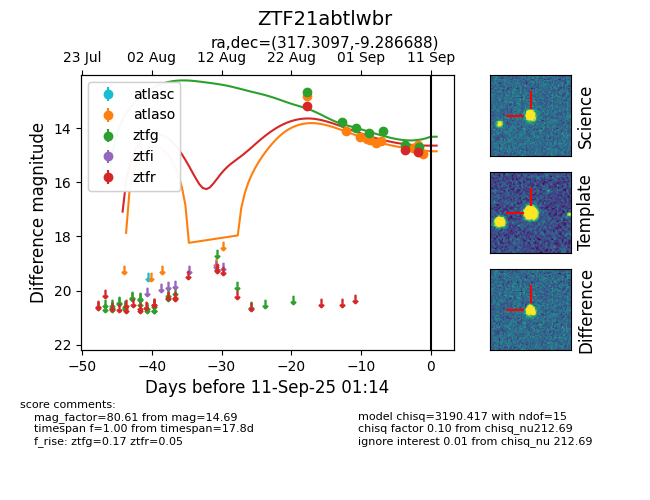 ZTF21abtlwbr
ra,dec=(317.3097,-9.286688)
23 Jul 02 Aug 12 Aug 22 Aug 01 Sep 11 Sep
atlasc
atlaso
ztfg
ztfi
ztfr
Difference magnitude
14
16
18
20
22
−50 −40 −30 −20 −10 0
Days before 11-Sep-25 01:14
Science
Template
Difference
score comments:
mag_factor=80.61 from mag=14.69
timespan f=1.00 from timespan=17.8d
f_rise: ztfg=0.17 ztfr=0.05
model chisq=3190.417 with ndof=15
chisq factor 0.10 from chisq_nu212.69
ignore interest 0.01 from chisq_nu 212.69